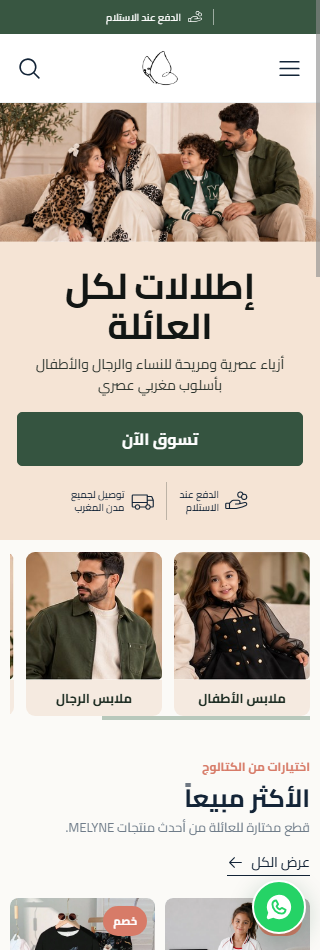 الدفع عند الاستلام
إطلالات لكل
العائلة
أزياء عصرية ومريحة للنساء والرجال والأطفال
بأسلوب مغربي عصري
تسوق الآن
الدفع عند
الاستلام
توصيل لجميع
مدن المغرب
ملابس الأطفال
ملابس الرجال
اختيارات من الكتالوج
الأكثر مبيعاً
قطع مختارة للعائلة من أحدث منتجات MELYNE.
عرض الكل
خصم